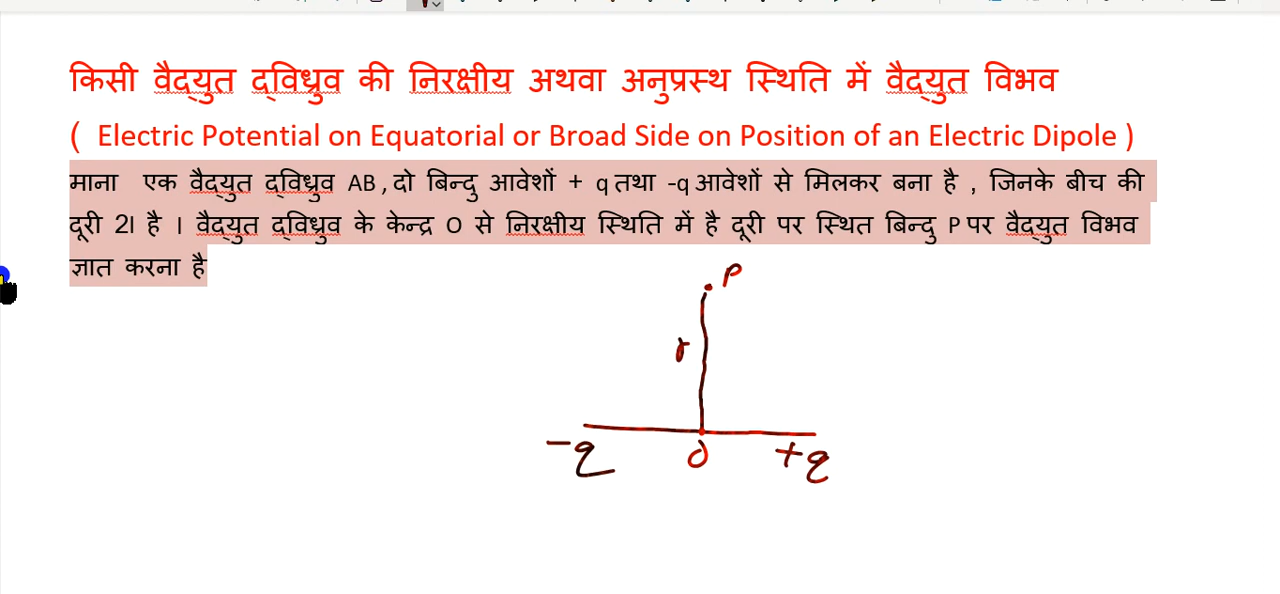 किसी वैद्युत द्विध्रुव की निरक्षीय अथवा अनुप्रस्थ स्थिति में वैद्युत विभव
( Electric Potential on Equatorial or Broad Side on Position of an Electric Dipole )
माना एक वैद्युत द्विध्रुव AB , दो बिन्दु आवेशों + q तथा -q आवेशों से मिलकर बना है , जिनके बीच की
दूरी 2l है । वैद्युत द्विध्रुव के केन्द्र O से निरक्षीय स्थिति में है दूरी पर स्थित बिन्दु P पर वैद्युत विभव
ज्ञात करना है
P
r
-q O +q